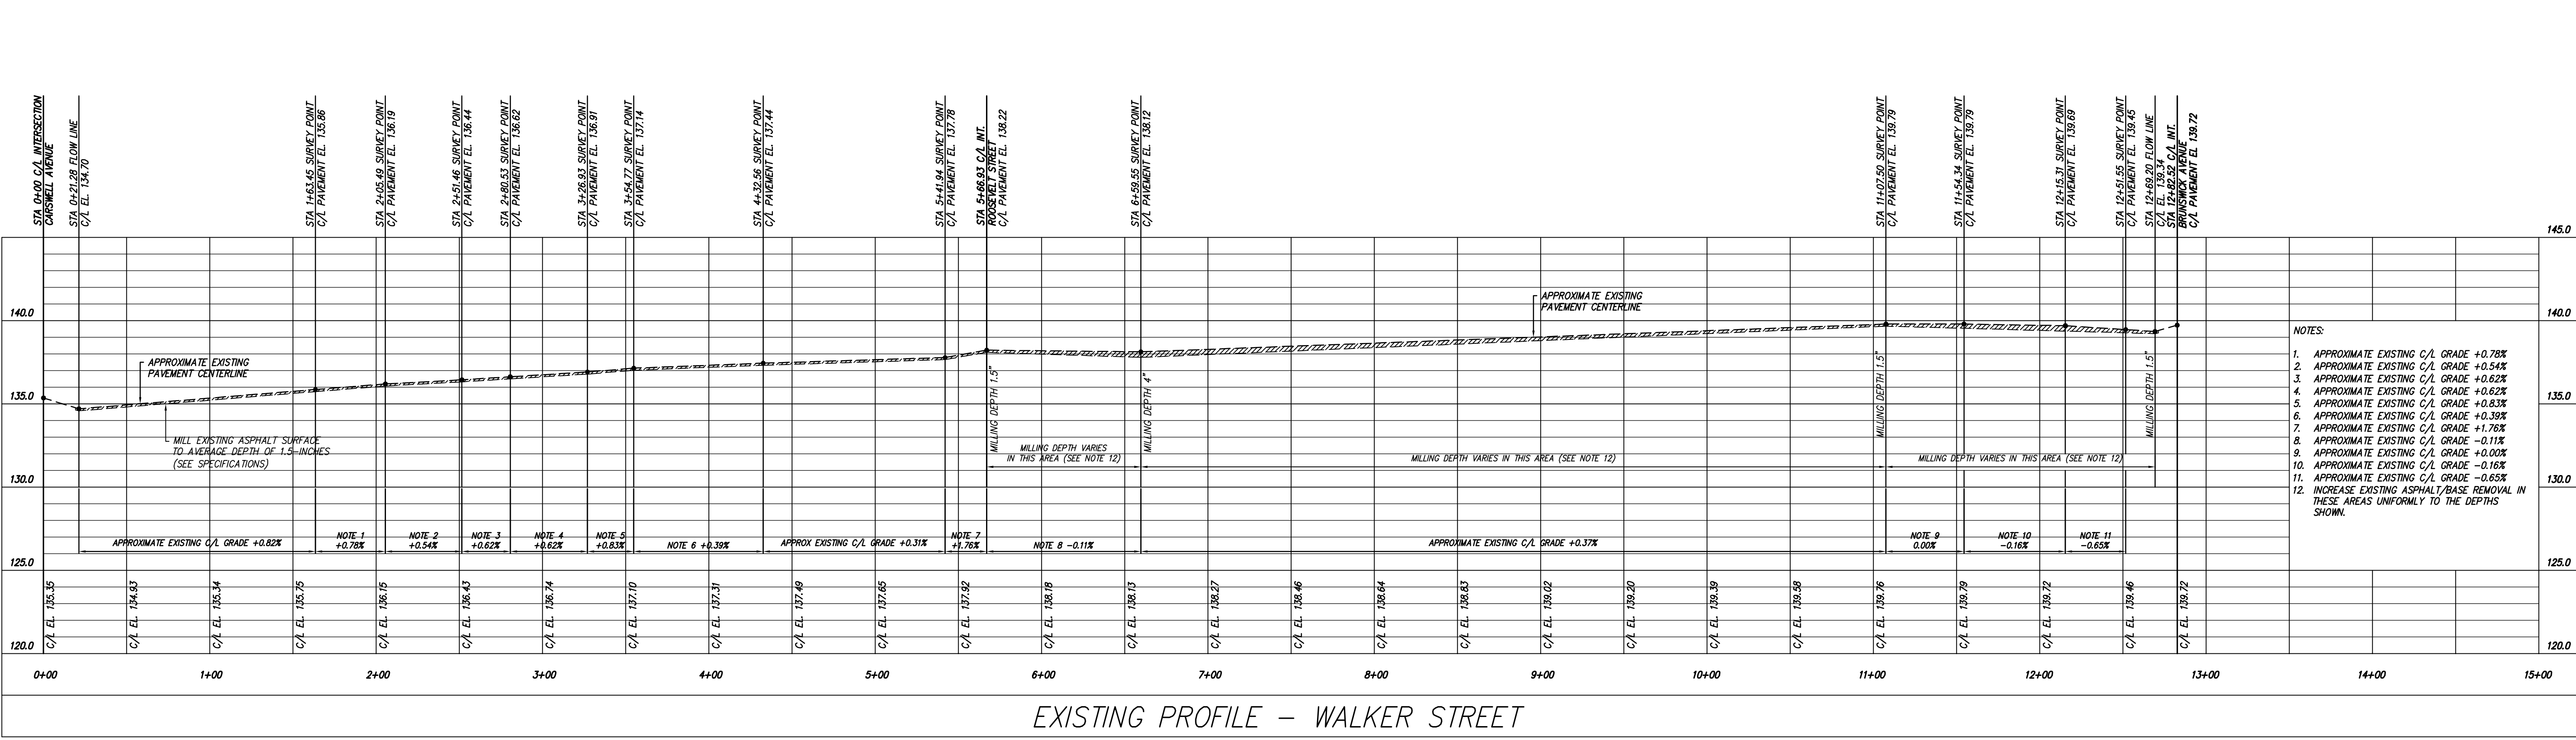 STA 0+00 C/L INTERSECTION
CARSWELL AVENUE
STA 0+21.28 FLOW LINE
C/L EL. 134.70
STA 1+63.45 SURVEY POINT
C/L PAVEMENT EL. 135.86
STA 2+05.49 SURVEY POINT
C/L PAVEMENT EL. 136.19
STA 2+51.46 SURVEY POINT
C/L PAVEMENT EL. 136.44
STA 2+80.53 SURVEY POINT
C/L PAVEMENT EL. 136.62
STA 3+26.93 SURVEY POINT
C/L PAVEMENT EL. 136.91
STA 3+54.77 SURVEY POINT
C/L PAVEMENT EL. 137.14
STA 4+32.56 SURVEY POINT
C/L PAVEMENT EL. 137.44
STA 5+41.94 SURVEY POINT
C/L PAVEMENT EL. 137.78
STA 5+66.93 C/L INT.
ROOSEVELT STREET
C/L PAVEMENT EL. 138.22
STA 6+59.55 SURVEY POINT
C/L PAVEMENT EL. 138.12
STA 11+07.50 SURVEY POINT
C/L PAVEMENT EL. 139.79
STA 11+54.34 SURVEY POINT
C/L PAVEMENT EL. 139.79
STA 12+15.31 SURVEY POINT
C/L PAVEMENT EL. 139.69
STA 12+51.55 SURVEY POINT
C/L PAVEMENT EL. 139.45
STA 12+69.20 FLOW LINE
C/L EL. 139.34
STA 12+82.52 C/L INT.
BRUNSWICK AVENUE
C/L PAVEMENT EL 139.72
145.0
140.0
140.0
135.0
135.0
130.0
130.0
125.0
125.0
120.0
120.0
APPROXIMATE EXISTING
PAVEMENT CENTERLINE
MILL EXISTING ASPHALT SURFACE
TO AVERAGE DEPTH OF 1.5-INCHES
(SEE SPECIFICATIONS)
APPROXIMATE EXISTING
PAVEMENT CENTERLINE
MILLING DEPTH 1.5"
MILLING DEPTH 4"
MILLING DEPTH 1.5"
MILLING DEPTH 1.5"
MILLING DEPTH VARIES
IN THIS AREA (SEE NOTE 12)
MILLING DEPTH VARIES IN THIS AREA (SEE NOTE 12)
MILLING DEPTH VARIES IN THIS AREA (SEE NOTE 12)
APPROXIMATE EXISTING C/L GRADE +0.82%
NOTE 1
+0.78%
NOTE 2
+0.54%
NOTE 3
+0.62%
NOTE 4
+0.62%
NOTE 5
+0.83%
NOTE 6 +0.39%
APPROX EXISTING C/L GRADE +0.31%
NOTE 7
+1.76%
NOTE 8 -0.11%
APPROXIMATE EXISTING C/L GRADE +0.37%
NOTE 9
0.00%
NOTE 10
-0.16%
NOTE 11
-0.65%
NOTES:
1. APPROXIMATE EXISTING C/L GRADE +0.78%
2. APPROXIMATE EXISTING C/L GRADE +0.54%
3. APPROXIMATE EXISTING C/L GRADE +0.62%
4. APPROXIMATE EXISTING C/L GRADE +0.62%
5. APPROXIMATE EXISTING C/L GRADE +0.83%
6. APPROXIMATE EXISTING C/L GRADE +0.39%
7. APPROXIMATE EXISTING C/L GRADE +1.76%
8. APPROXIMATE EXISTING C/L GRADE -0.11%
9. APPROXIMATE EXISTING C/L GRADE +0.00%
10. APPROXIMATE EXISTING C/L GRADE -0.16%
11. APPROXIMATE EXISTING C/L GRADE -0.65%
12. INCREASE EXISTING ASPHALT/BASE REMOVAL IN
THESE AREAS UNIFORMLY TO THE DEPTHS
SHOWN.
C/L EL. 135.35
C/L EL. 134.93
C/L EL. 135.34
C/L EL. 135.75
C/L EL. 136.15
C/L EL. 136.43
C/L EL. 136.74
C/L EL. 137.10
C/L EL. 137.31
C/L EL. 137.49
C/L EL. 137.65
C/L EL. 137.92
C/L EL. 138.18
C/L EL. 138.13
C/L EL. 138.27
C/L EL. 138.46
C/L EL. 138.64
C/L EL. 138.83
C/L EL. 139.02
C/L EL. 139.20
C/L EL. 139.39
C/L EL. 139.58
C/L EL. 139.76
C/L EL. 139.79
C/L EL. 139.72
C/L EL. 139.46
C/L EL. 139.72
0+00
1+00
2+00
3+00
4+00
5+00
6+00
7+00
8+00
9+00
10+00
11+00
12+00
13+00
14+00
15+00
EXISTING PROFILE - WALKER STREET